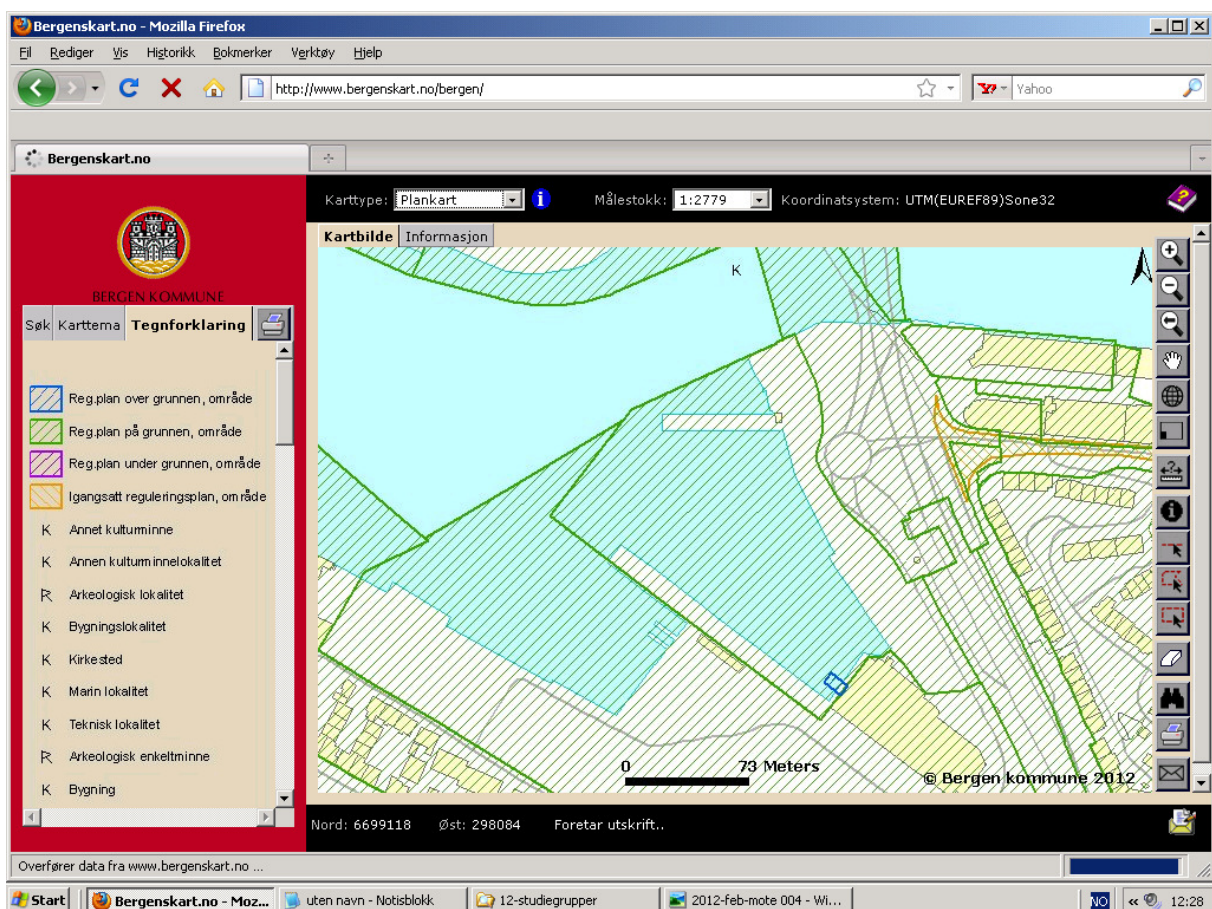 Bergenskart.no - Mozilla Firefox
Fil Rediger Vis Historikk Bokmerker Verktøy Hjelp
http://www.bergenskart.no/bergen/
Yahoo
Bergenskart.no
Karttype: Plankart Målestokk: 1:2779 Koordinatsystem: UTM(EUREF89)Sone32
Kartbilde Informasjon
BERGEN KOMMUNE
Søk Karttema Tegnforklaring
Reg.plan over grunnen, område
Reg.plan på grunnen, område
Reg.plan under grunnen, område
Igangsatt reguleringsplan, område
K Annet kulturminne
K Annen kulturminnelokalitet
R Arkeologisk lokalitet
K Bygningslokalitet
K Kirkested
K Marin lokalitet
K Teknisk lokalitet
R Arkeologisk enkeltminne
K Bygning
K
0 73 Meters
© Bergen kommune 2012
Nord: 6699118 Øst: 298084 Foretar utskrift..
Overfører data fra www.bergenskart.no ...
Start Bergenskart.no - Moz... uten navn - Notisblokk 12-studiegrupper 2012-feb-mote 004 - Wi... NO « 12:28